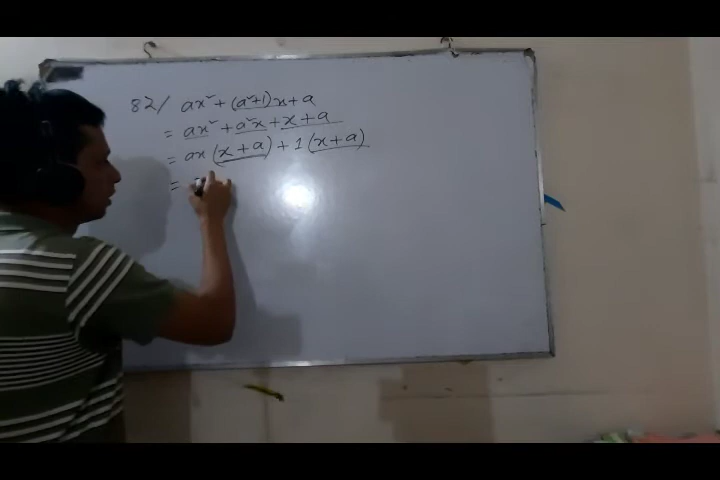 82/ ax² + (a²+1)x + a
= ax² + a²x + x + a
= ax (x + a) + 1 (x + a)
=